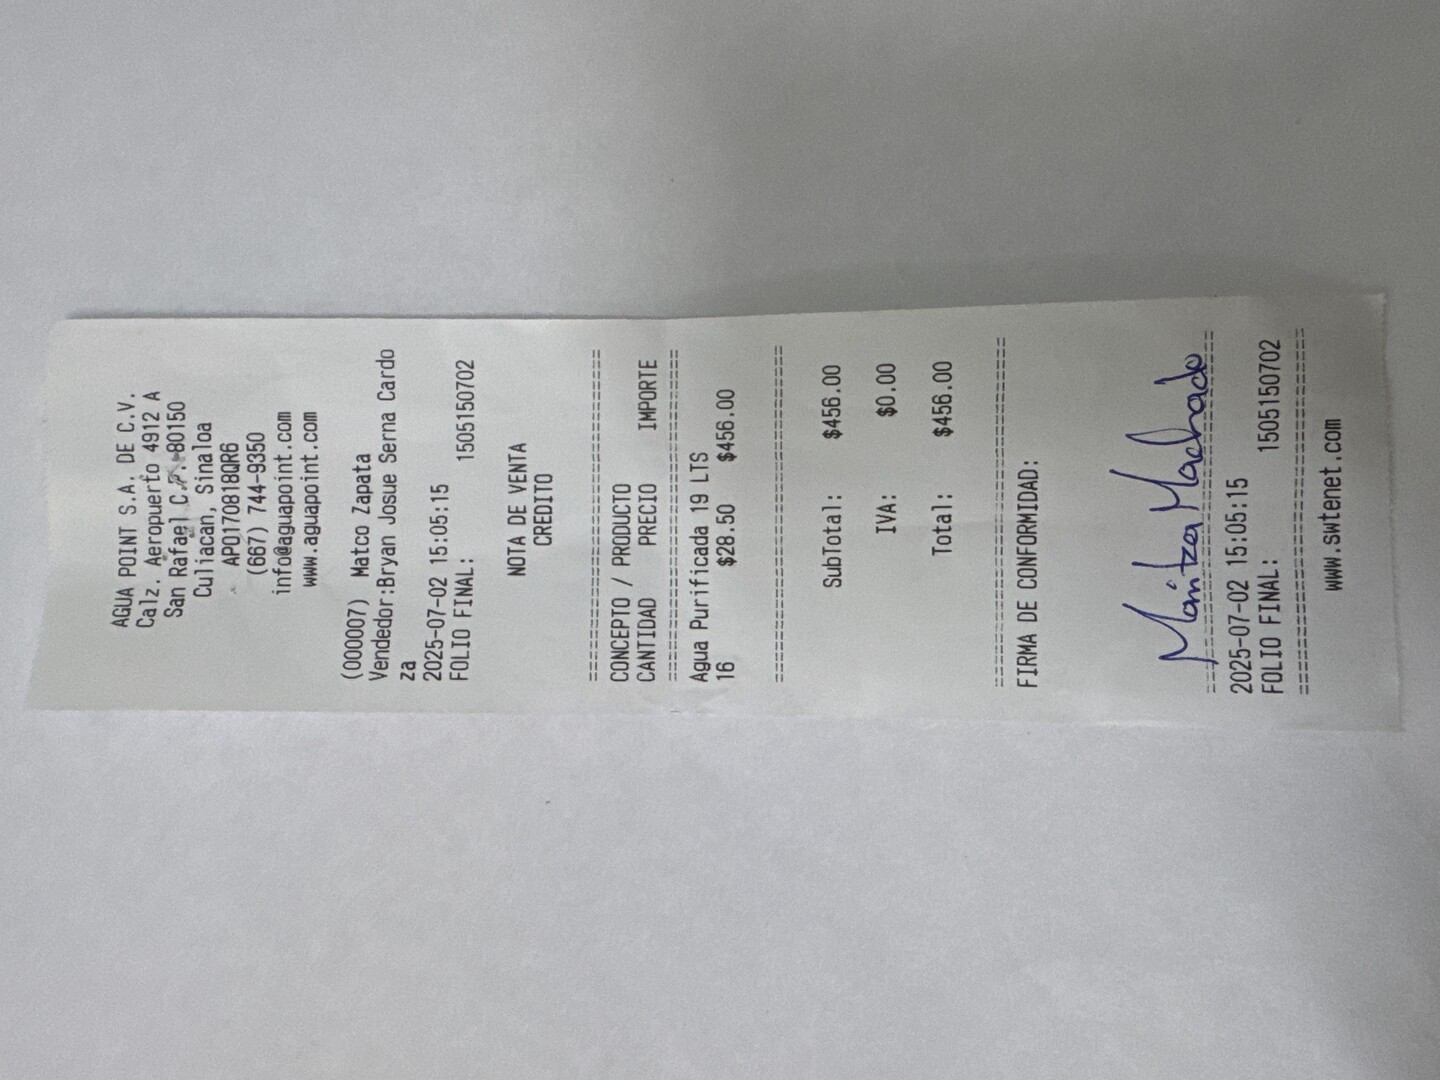 AGUA POINT S.A. DE C.V.
Calz. Aeropuerto 4912 A
San Rafael C.P. 80150
Culiacan, Sinaloa
APO170818QR6
(667) 744-9350
info@aguapoint.com
www.aguapoint.com
(000007) Matco Zapata
Vendedor:Bryan Josue Serna Cardo
za
2025-07-02 15:05:15
FOLIO FINAL: 1505150702
NOTA DE VENTA
CREDITO
================================
CONCEPTO / PRODUCTO
CANTIDAD PRECIO IMPORTE
================================
Agua Purificada 19 LTS
16 $28.50 $456.00
================================
SubTotal: $456.00
IVA: $0.00
Total: $456.00
================================
FIRMA DE CONFORMIDAD:
Maritza Machado
================================
2025-07-02 15:05:15
FOLIO FINAL: 1505150702
================================
www.swtenet.com